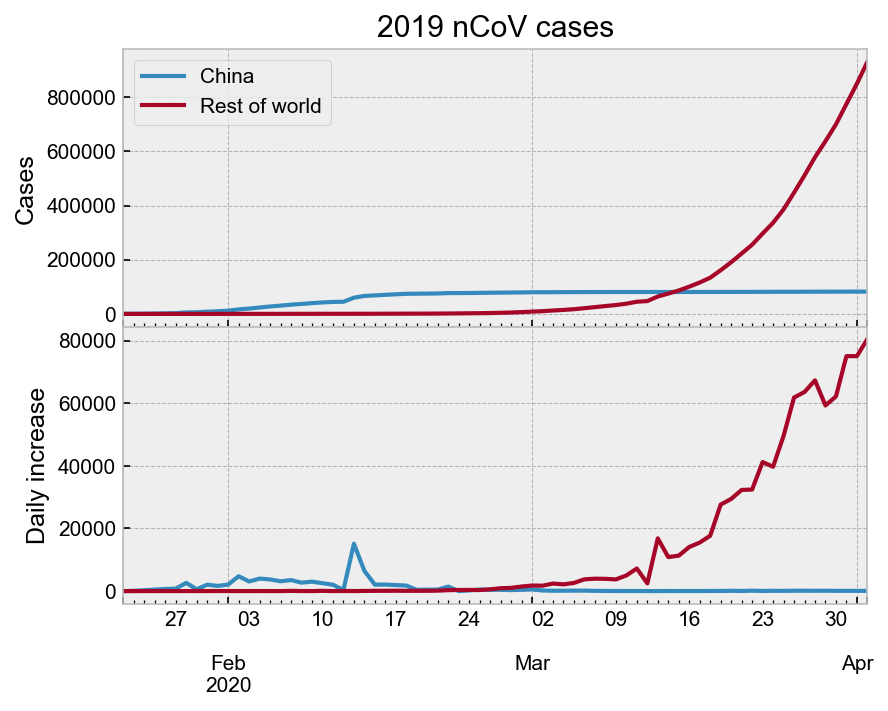 2019 nCoV cases
China
Rest of world
Cases
800000
600000
400000
200000
0
Daily increase
80000
60000
40000
20000
0
27 03 10 17 24 02 09 16 23 30
Feb Mar Apr
2020